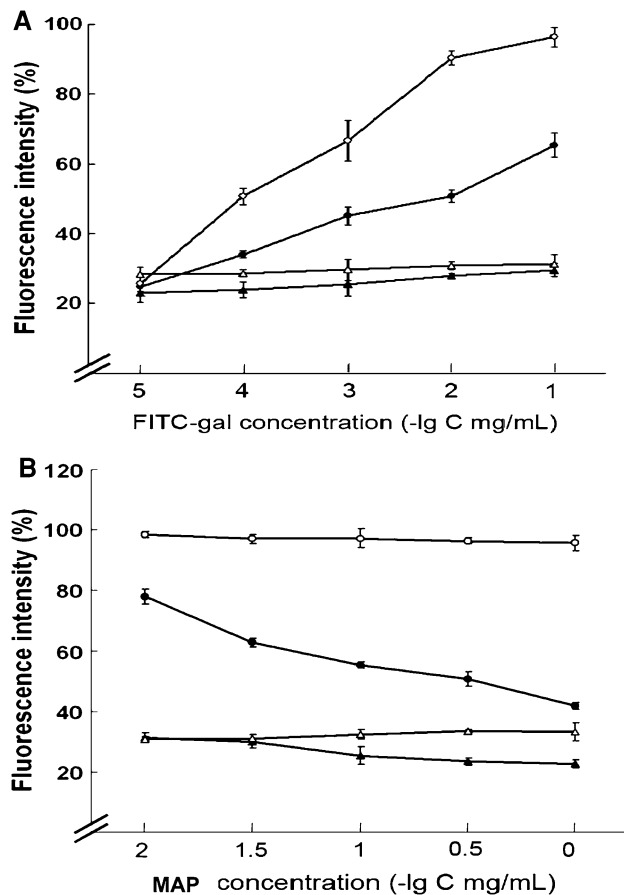 A
Fluorescence intensity (%)
100
80
60
40
20
5 4 3 2 1
FITC-gal concentration (-lg C mg/mL)
B
Fluorescence intensity (%)
120
100
80
60
40
20
2 1.5 1 0.5 0
MAP concentration (-lg C mg/mL)